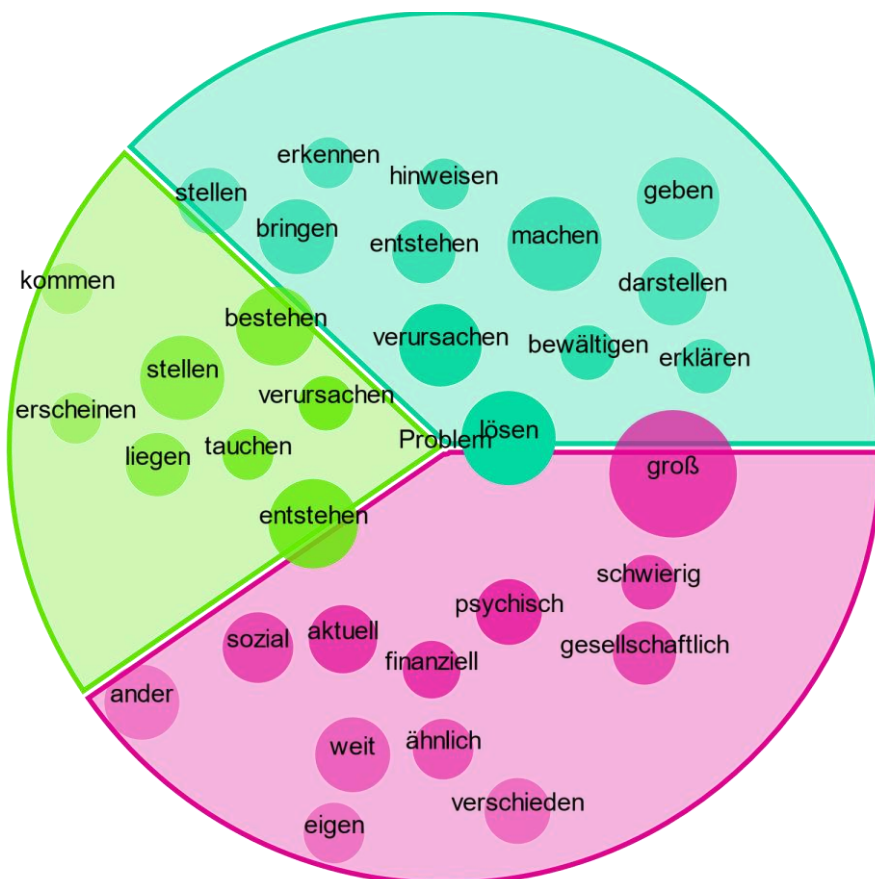 erkennen
hinweisen
stellen
geben
bringen
entstehen
machen
kommen
darstellen
bestehen
verursachen
bewältigen
erklären
stellen
verursachen
erscheinen
tauchen
liegen
Problem
lösen
groß
entstehen
schwierig
psychisch
sozial
aktuell
gesellschaftlich
finanziell
ander
weit
ähnlich
verschieden
eigen